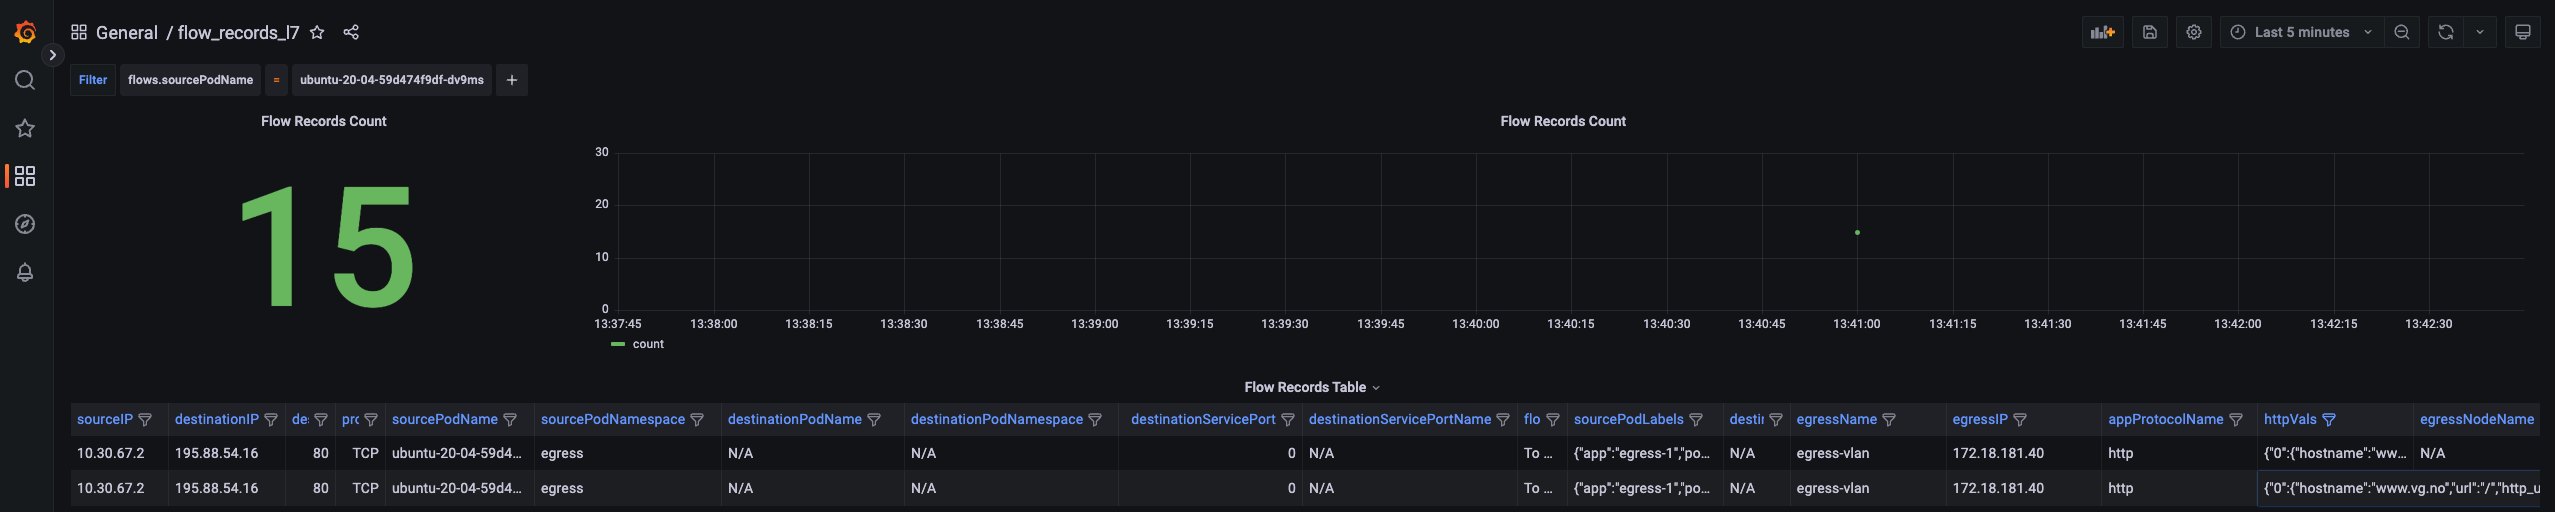 General / flow_records_l7
Last 5 minutes
Filter flows.sourcePodName = ubuntu-20-04-59d474f9df-dv9ms +
Flow Records Count
15
Flow Records Count
30
20
10
0
13:37:45 13:38:00 13:38:15 13:38:30 13:38:45 13:39:00 13:39:15 13:39:30 13:39:45 13:40:00 13:40:15 13:40:30 13:40:45 13:41:00 13:41:15 13:41:30 13:41:45 13:42:00 13:42:15 13:42:30
count
Flow Records Table
sourceIP destinationIP de: prc sourcePodName sourcePodNamespace destinationPodName destinationPodNamespace destinationServicePort destinationServicePortName flo sourcePodLabels destir egressName egressIP appProtocolName httpVals egressNodeName
10.30.67.2 195.88.54.16 80 TCP ubuntu-20-04-59d4... egress N/A N/A 0 N/A To ... {"app":"egress-1","po... N/A egress-vlan 172.18.181.40 http {"0":{"hostname":"ww... N/A
10.30.67.2 195.88.54.16 80 TCP ubuntu-20-04-59d4... egress N/A N/A 0 N/A To ... {"app":"egress-1","po... N/A egress-vlan 172.18.181.40 http {"0":{"hostname":"www.vg.no","url":"/","http_u